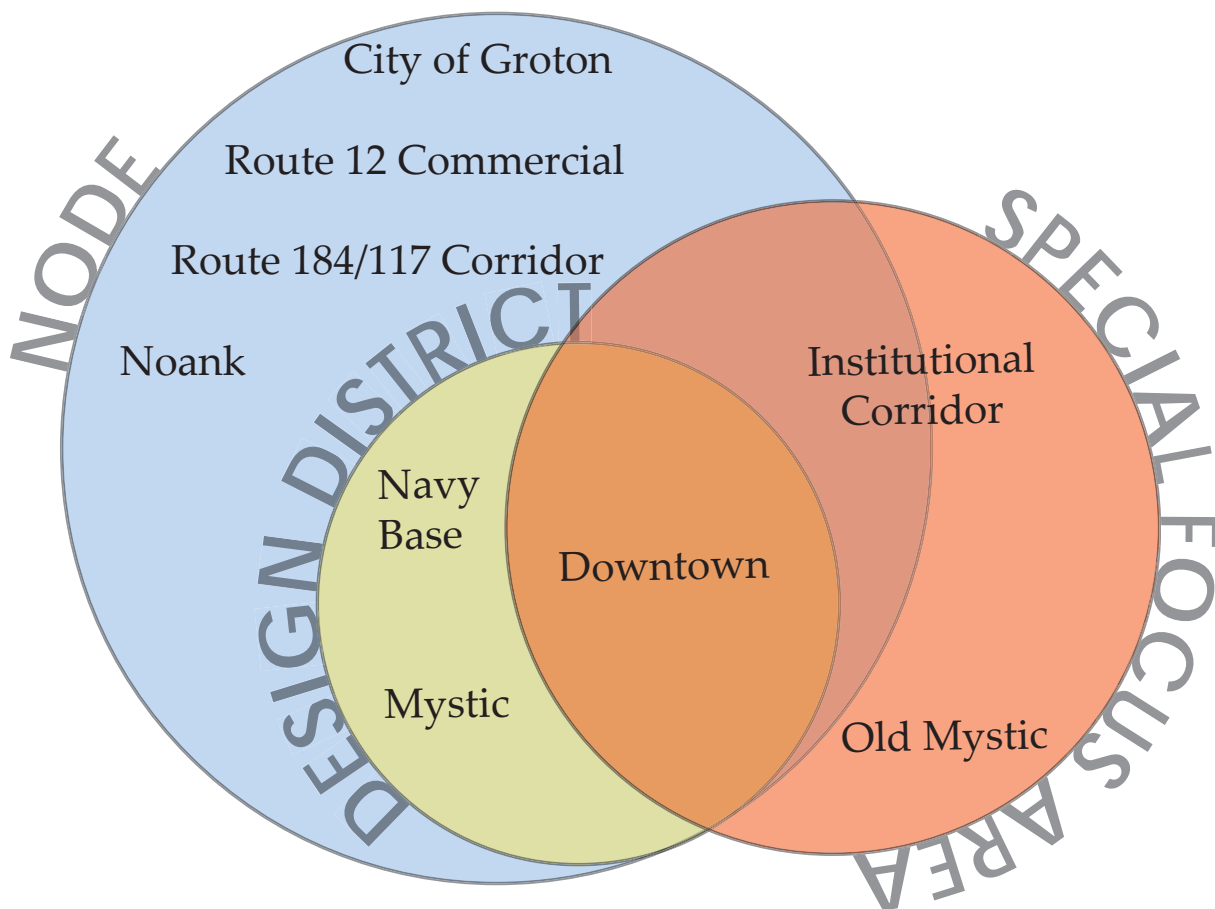 City of Groton
Route 12 Commercial
NODE
SPECIAL FOCUS AREA
Route 184/117 Corridor
DESIGN DISTRICT
Noank
Institutional
Corridor
Navy
Base
Downtown
Mystic
Old Mystic